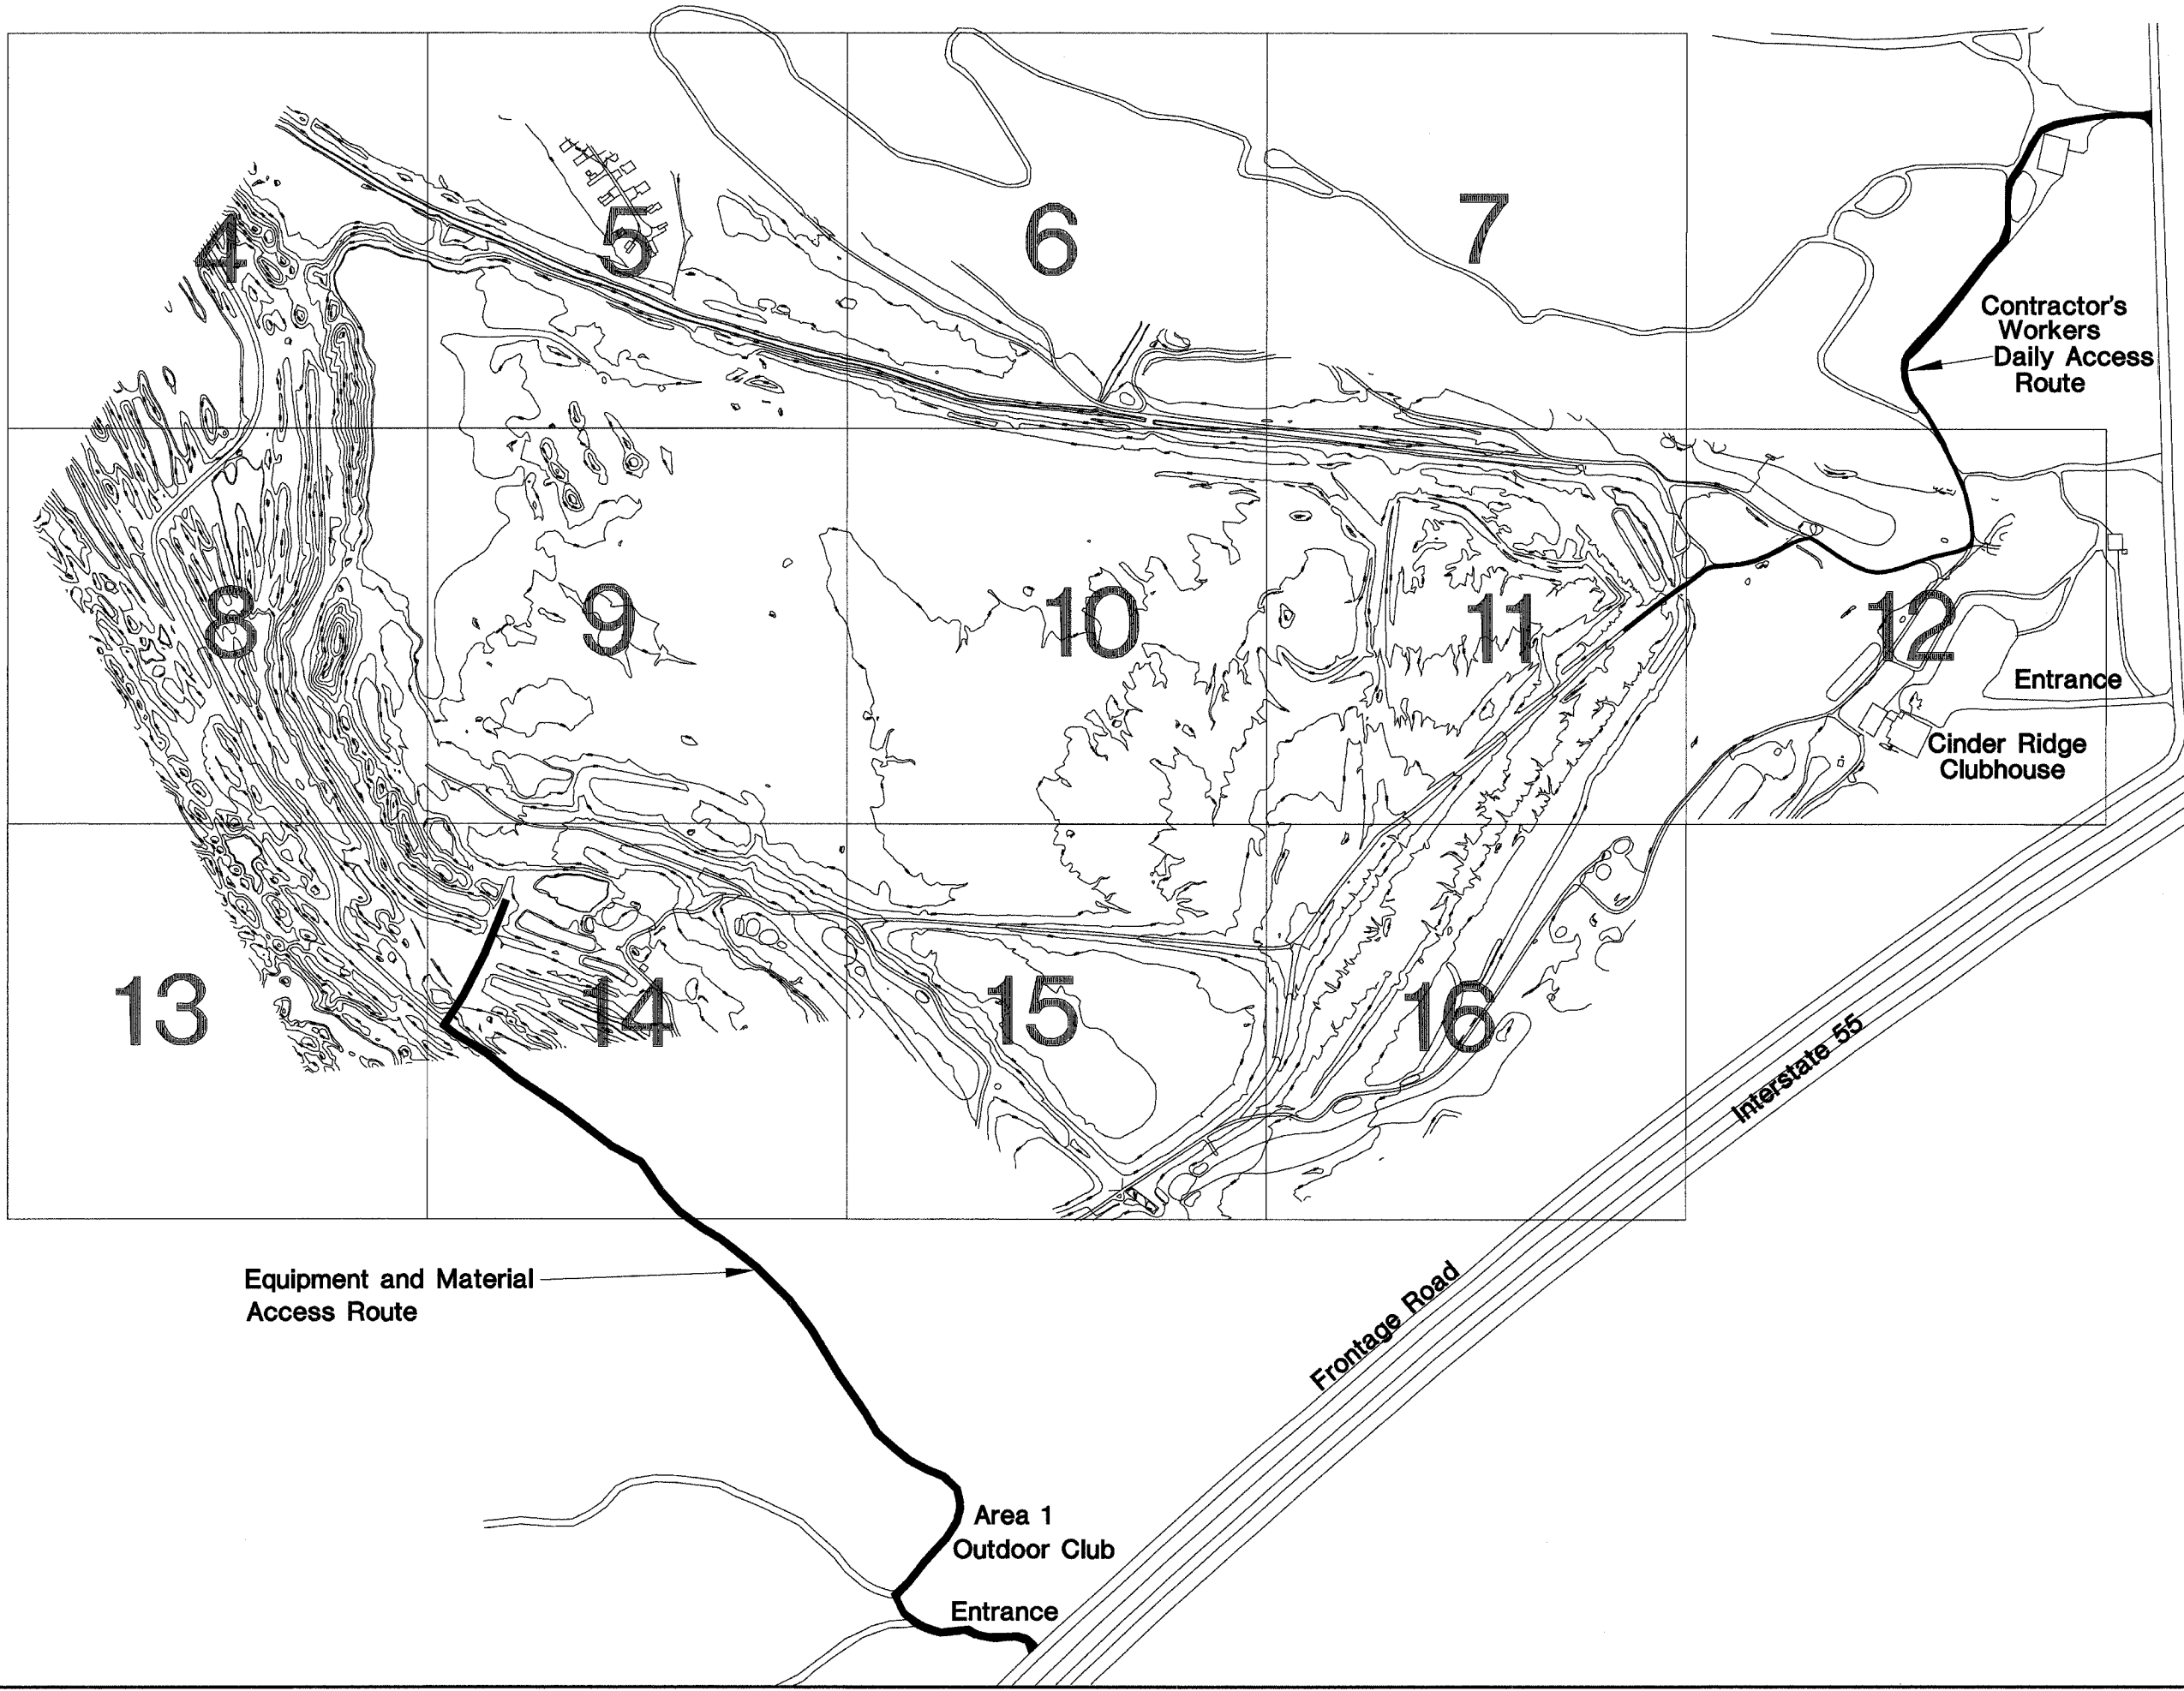 4
5
6
7
Contractor's
Workers
Daily Access
Route
8
9
10
11
12
Entrance
Cinder Ridge
Clubhouse
13
14
15
16
Interstate 55
Equipment and Material
Access Route
Frontage Road
Area 1
Outdoor Club
Entrance